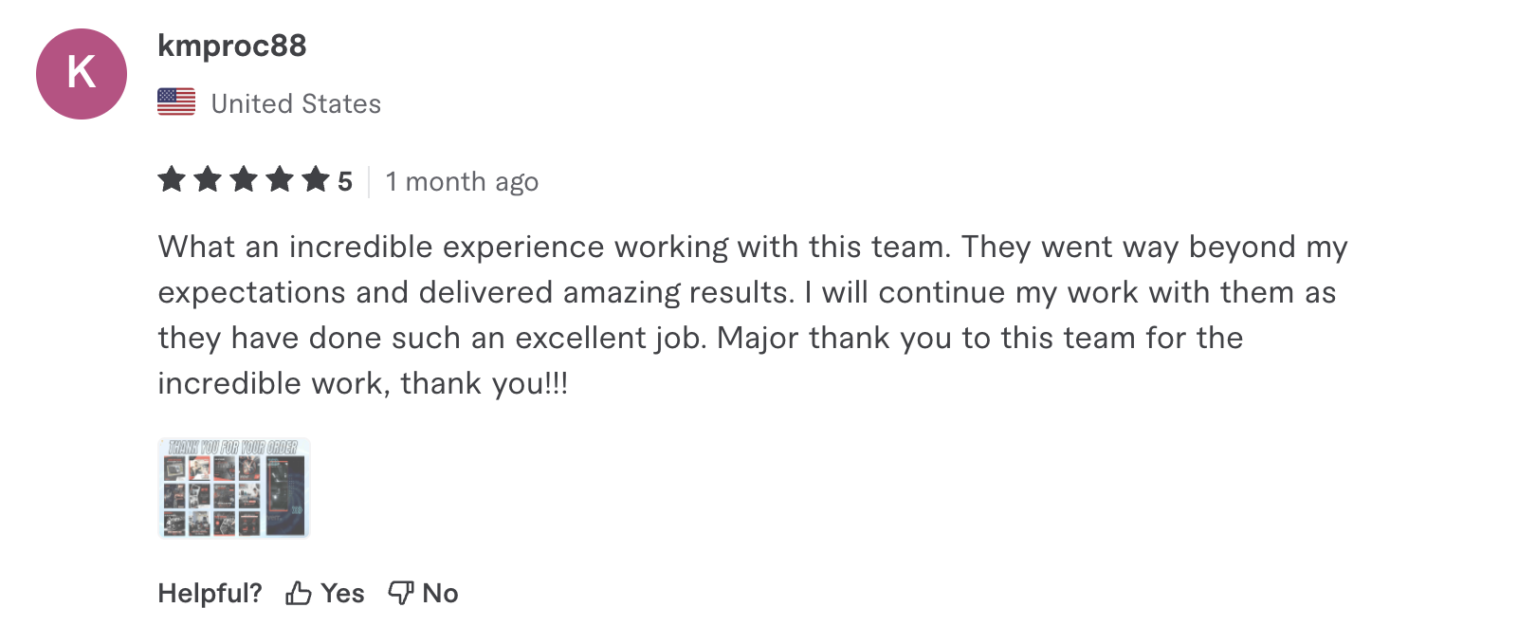 K
kmproc88
United States
5
1 month ago
What an incredible experience working with this team. They went way beyond my
expectations and delivered amazing results. I will continue my work with them as
they have done such an excellent job. Major thank you to this team for the
incredible work, thank you!!!
THANK YOU FOR YOUR ORDER
Helpful? Yes No